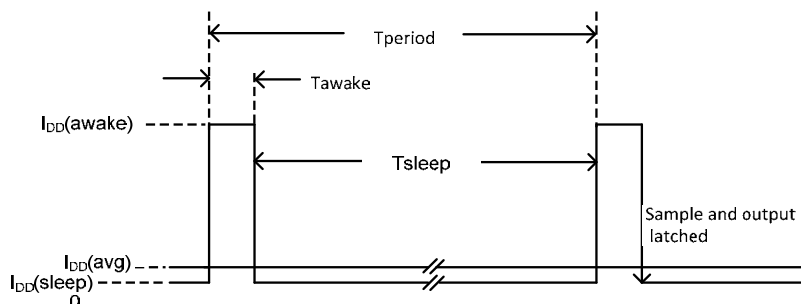 Tperiod
Tawake
IDD(awake)
Tsleep
Sample and output
latched
IDD(avg)
IDD(sleep)
0